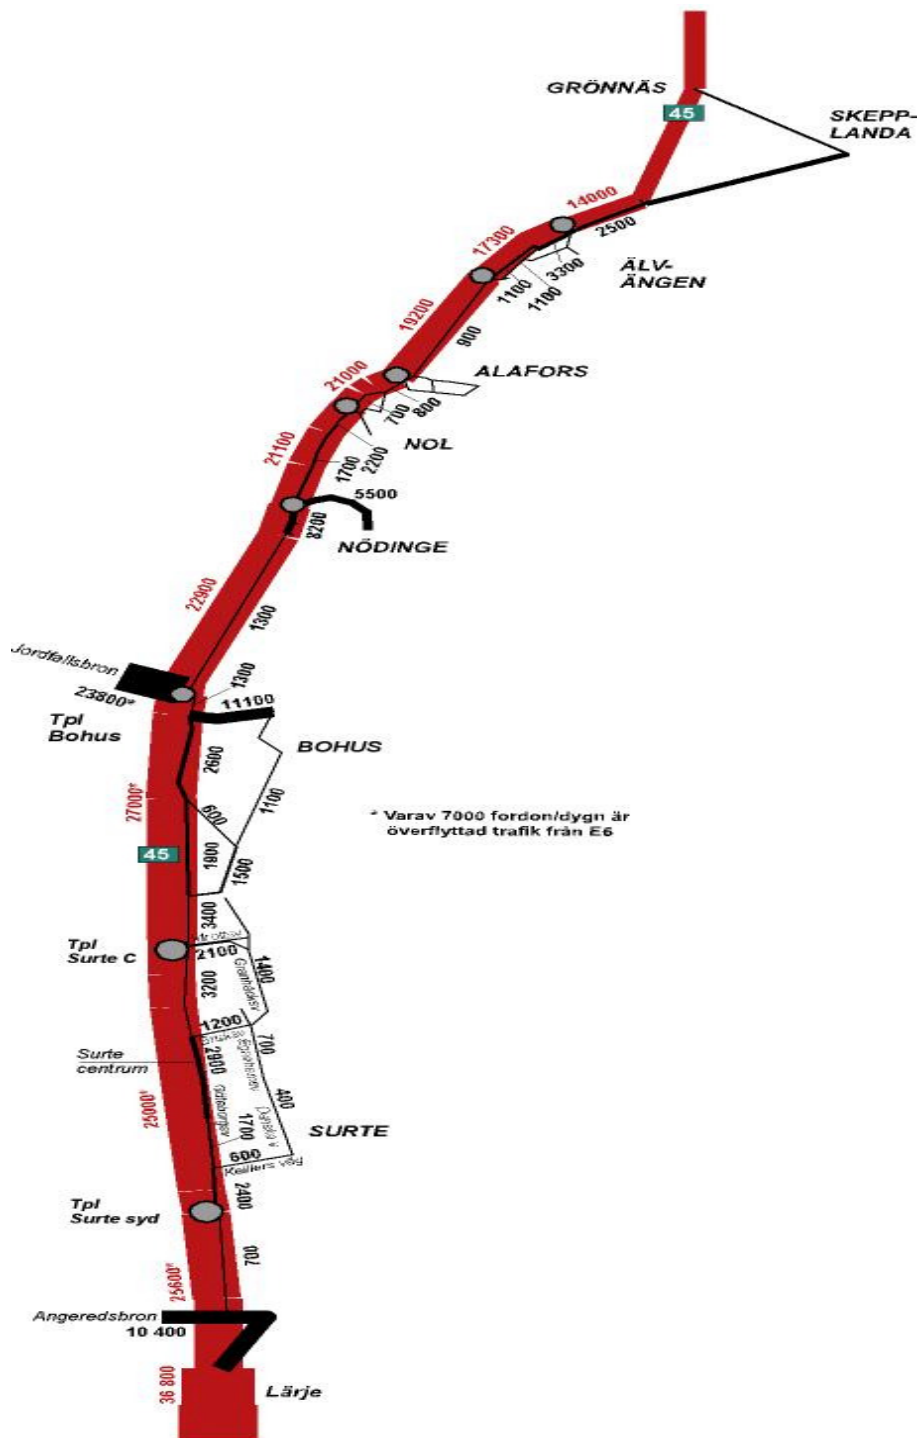 GRÖNNÄS
45
SKEPP-
LANDA
14000
2500
17300
3300
ÄLV-
ÄNGEN
1100
1100
19200
900
ALAFORS
21000
800
700
NOL
21100
2200
1700
5500
8200
NÖDINGE
22900
1300
Jordfallsbron
23800*
1300
11100
Tpl
Bohus
BOHUS
2600
27000*
1100
600
* Varav 7000 fordon/dygn är
överflyttad trafik från E6
45
1900
1500
3400
Tpl
Surte C
2100
1400
3200
1200
700
Surte
centrum
2900
400
25000*
Göteborgsv
1700
SURTE
600
Keillers väg
2400
Tpl
Surte syd
700
25600*
Angeredsbron
10 400
36 800
Lärje